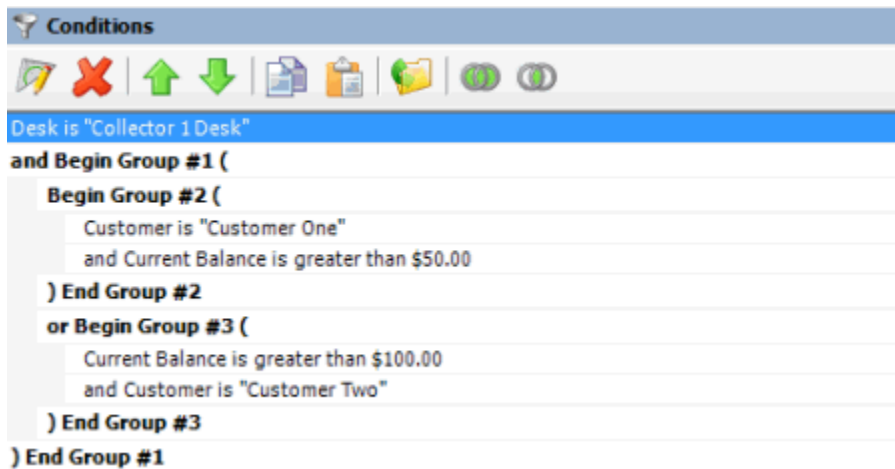 Conditions
Desk is "Collector 1 Desk"
and Begin Group #1 (
Begin Group #2 (
Customer is "Customer One"
and Current Balance is greater than $50.00
) End Group #2
or Begin Group #3 (
Current Balance is greater than $100.00
and Customer is "Customer Two"
) End Group #3
) End Group #1